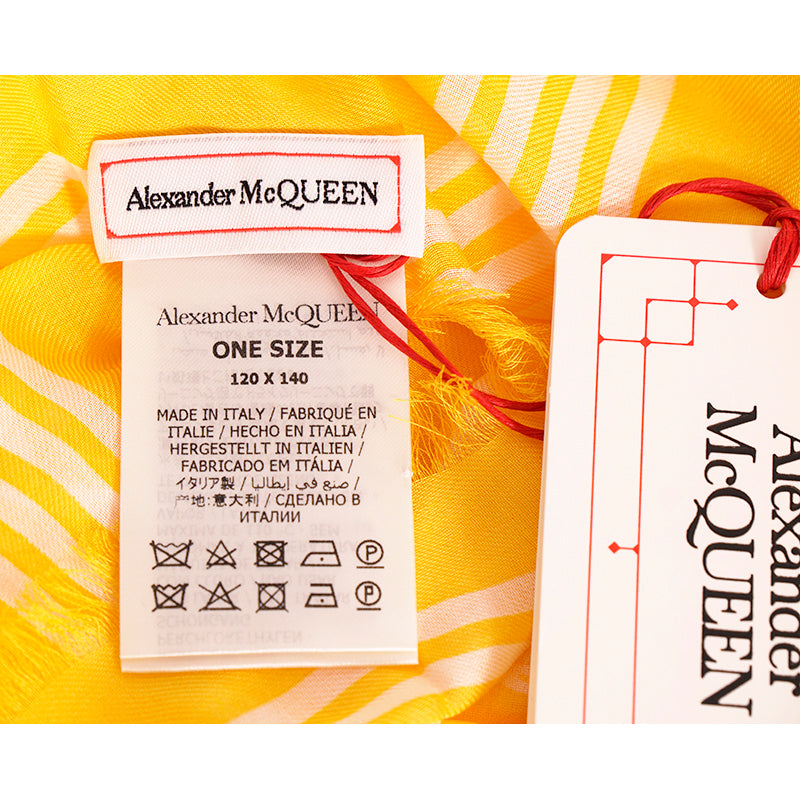 Alexander McQUEEN
Alexander McQUEEN
ONE SIZE
120 X 140
MADE IN ITALY / FABRIQUÉ EN
ITALIE / HECHO EN ITALIA /
HERGESTELLT IN ITALIEN /
FABRICADO EM ITÁLIA /
イタリア製 / صنع في إيطاليا /
产地:意大利 / СДЕЛАНО В
ИТАЛИИ
P
P
SCHONGANG
PERCHLORETHYLEN
Alexander
McQUEEN